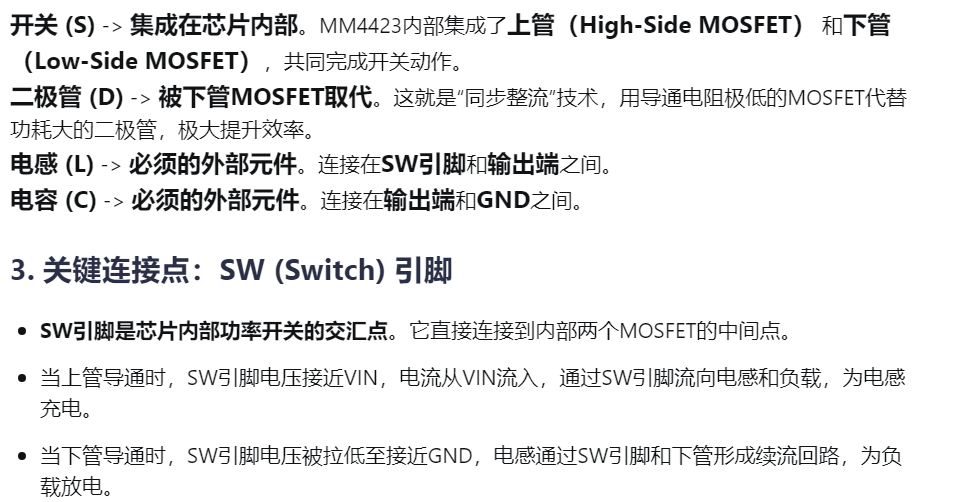 开关 (S) -> 集成在芯片内部。MM4423内部集成了上管（High-Side MOSFET） 和下管
（Low-Side MOSFET），共同完成开关动作。
二极管 (D) -> 被下管MOSFET取代。这就是“同步整流”技术，用导通电阻极低的MOSFET代替
功耗大的二极管，极大提升效率。
电感 (L) -> 必须的外部元件。连接在SW引脚和输出端之间。
电容 (C) -> 必须的外部元件。连接在输出端和GND之间。
3. 关键连接点：SW (Switch) 引脚
• SW引脚是芯片内部功率开关的交汇点。它直接连接到内部两个MOSFET的中间点。
• 当上管导通时，SW引脚电压接近VIN，电流从VIN流入，通过SW引脚流向电感和负载，为电感
充电。
• 当下管导通时，SW引脚电压被拉低至接近GND，电感通过SW引脚和下管形成续流回路，为负
载放电。